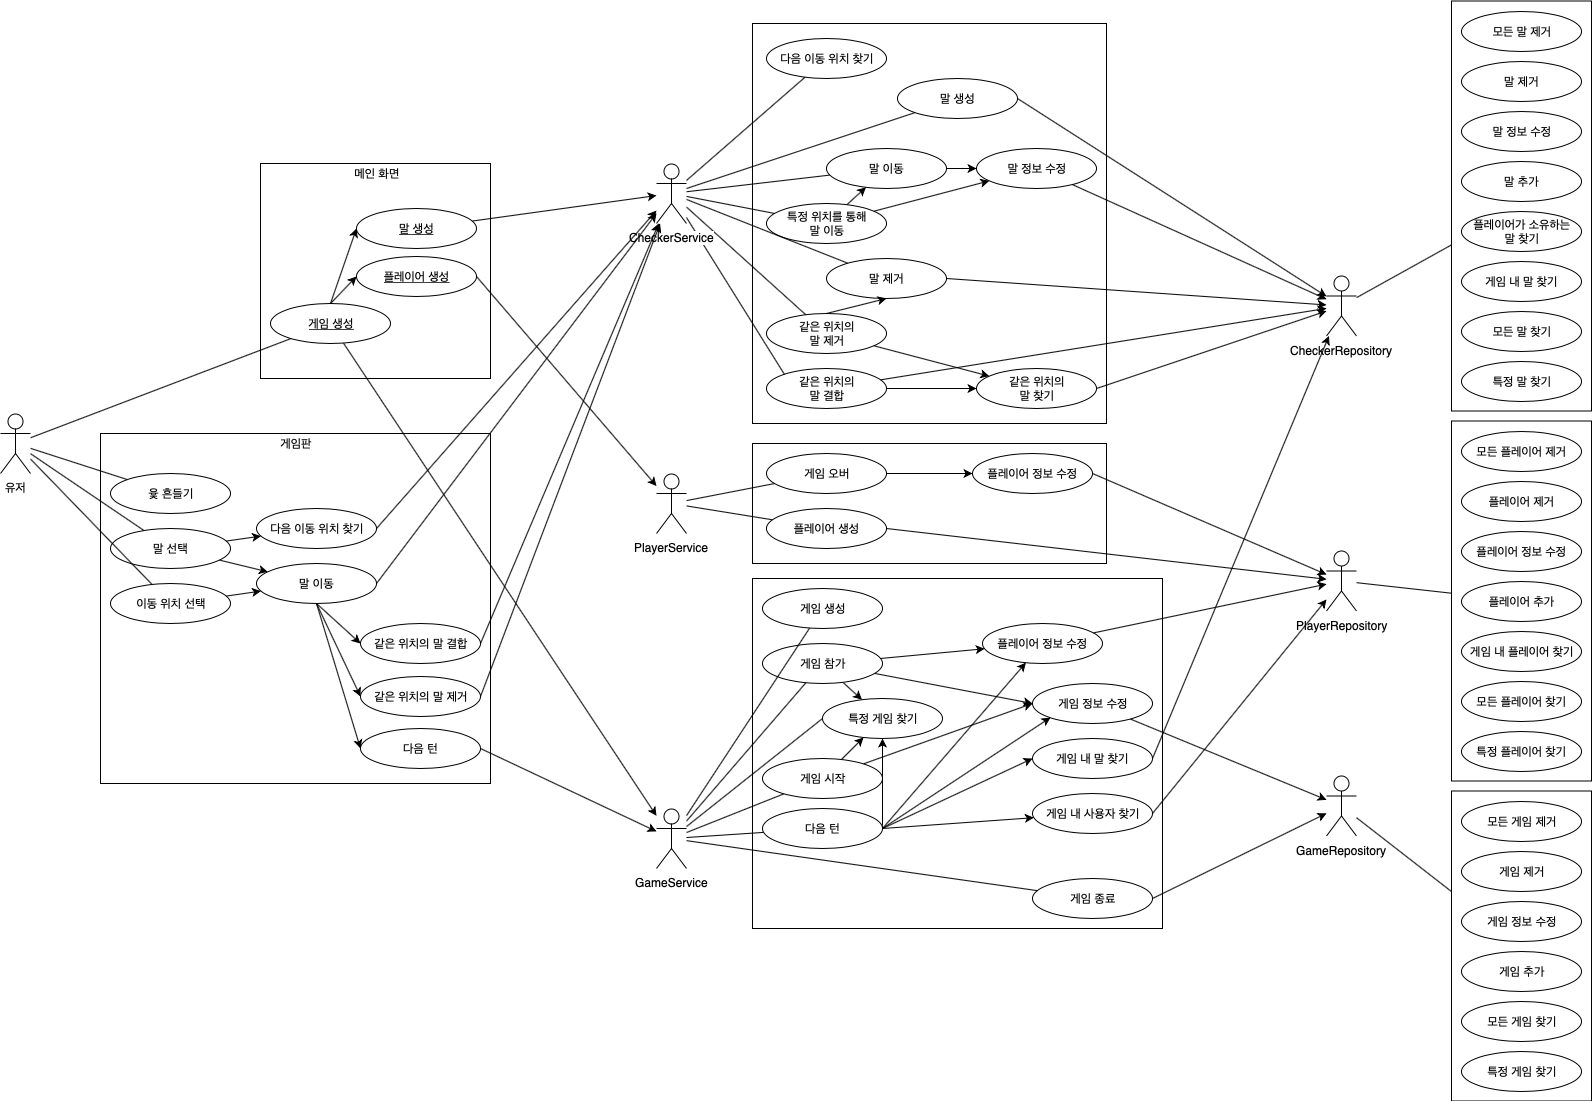 유저
메인 화면
말 생성
플레이어 생성
게임 생성
게임판
윷 흔들기
말 선택
이동 위치 선택
다음 이동 위치 찾기
말 이동
같은 위치의 말 결합
같은 위치의 말 제거
다음 턴
CheckerService
다음 이동 위치 찾기
말 생성
말 이동
말 정보 수정
특정 위치를 통해
말 이동
말 제거
같은 위치의
말 제거
같은 위치의
말 결합
같은 위치의
말 찾기
PlayerService
게임 오버
플레이어 정보 수정
플레이어 생성
GameService
게임 생성
게임 참가
플레이어 정보 수정
특정 게임 찾기
게임 정보 수정
게임 시작
게임 내 말 찾기
다음 턴
게임 내 사용자 찾기
게임 종료
CheckerRepository
모든 말 제거
말 제거
말 정보 수정
말 추가
플레이어가 소유하는
말 찾기
게임 내 말 찾기
모든 말 찾기
특정 말 찾기
PlayerRepository
모든 플레이어 제거
플레이어 제거
플레이어 정보 수정
플레이어 추가
게임 내 플레이어 찾기
모든 플레이어 찾기
특정 플레이어 찾기
GameRepository
모든 게임 제거
게임 제거
게임 정보 수정
게임 추가
모든 게임 찾기
특정 게임 찾기